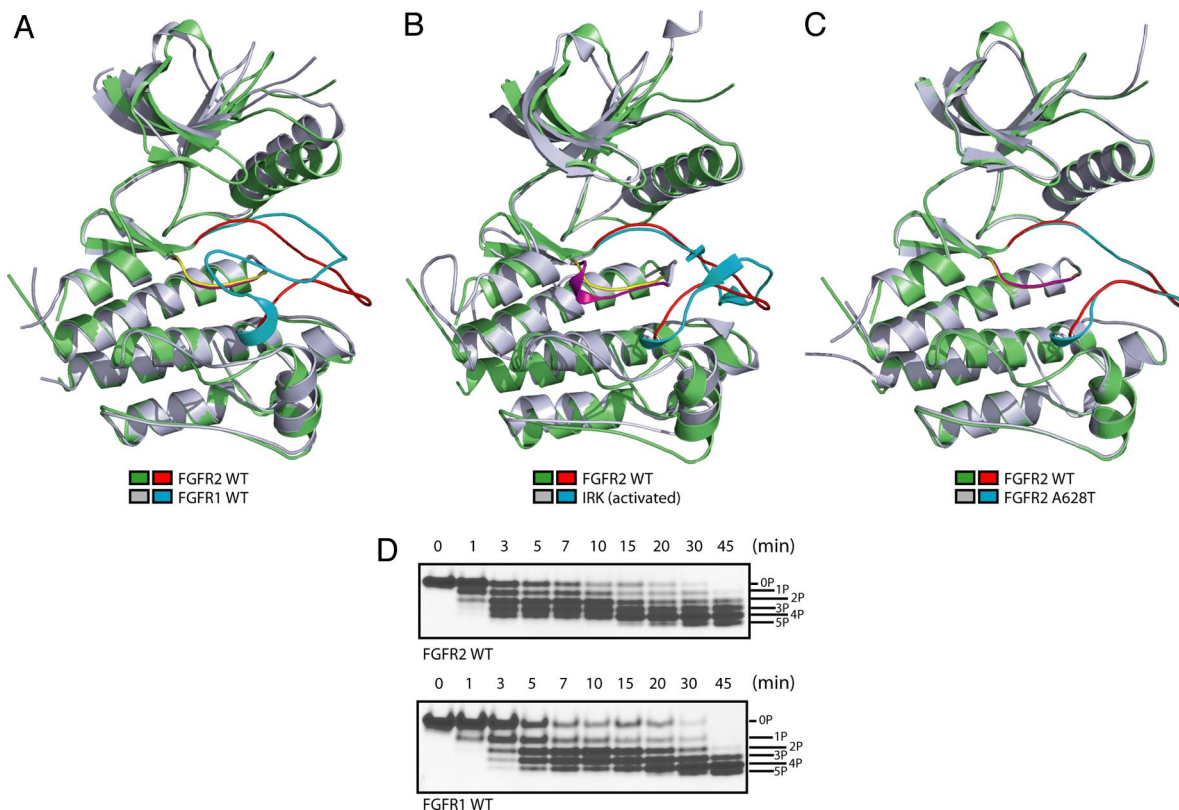 A
B
C
FGFR2 WT
FGFR1 WT
FGFR2 WT
IRK (activated)
FGFR2 WT
FGFR2 A628T
D
0 1 3 5 7 10 15 20 30 45 (min)
0P
1P
2P
3P
4P
5P
FGFR2 WT
0 1 3 5 7 10 15 20 30 45 (min)
0P
1P
2P
3P
4P
5P
FGFR1 WT